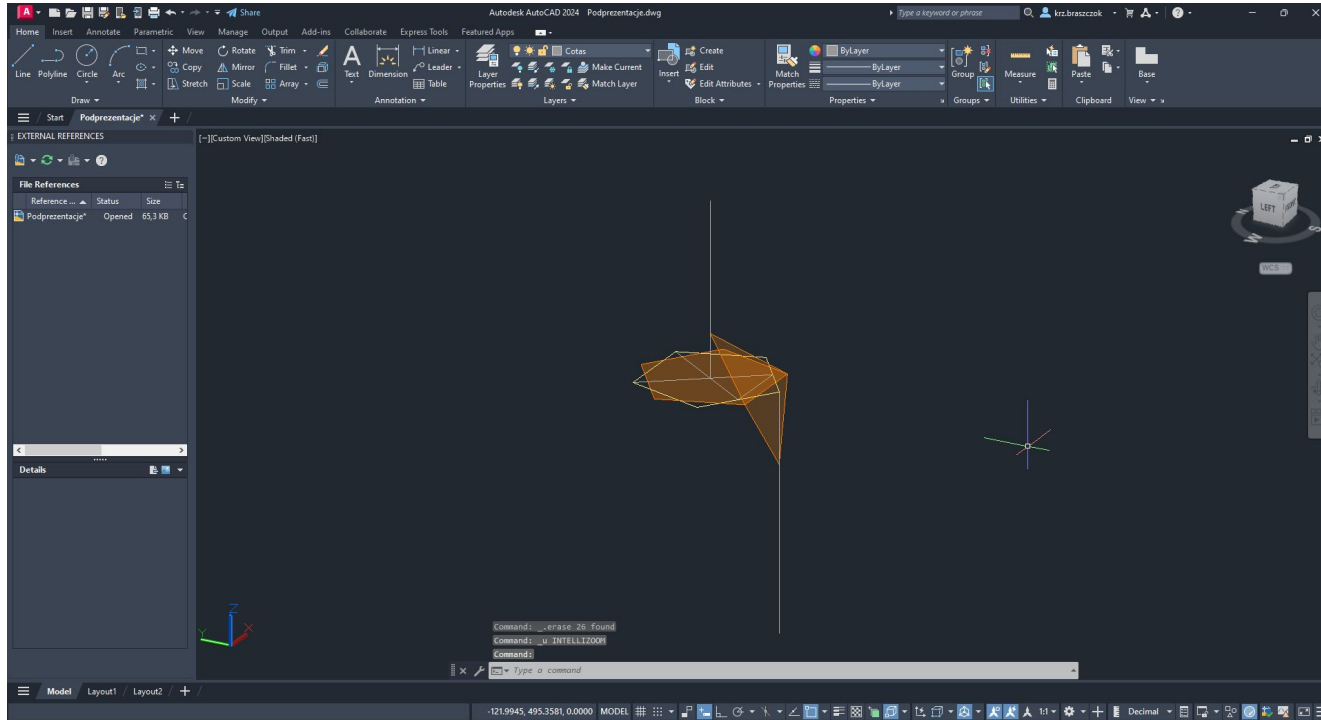 A Share Autodesk AutoCAD 2024 Podprezentacje.dwg Type a keyword or phrase krz.braszczok
Home Insert Annotate Parametric View Manage Output Add-ins Collaborate Express Tools Featured Apps
Move Rotate Trim Linear Cotas Create ByLayer
Copy Mirror Fillet Leader Make Current Edit ByLayer
Line Polyline Circle Arc Text Dimension Layer Insert Match Group Measure Paste Base
Stretch Scale Array Table Properties Match Layer Edit Attributes Properties ByLayer
Draw Modify Annotation Layers Block Properties Groups Utilities Clipboard View
Start Podprezentacje* +
EXTERNAL REFERENCES
[−][Custom View][Shaded (Fast)]
File References
Reference ... Status Size
Podprezentacje* Opened 65,3 KB C
LEFT
W S
WCS
Details
Z
Y X
Command: _.erase 26 found
Command: _u INTELLIZOOM
Command:
Type a command
Model Layout1 Layout2 +
-121.9945, 495.3581, 0.0000 MODEL 1:1 Decimal